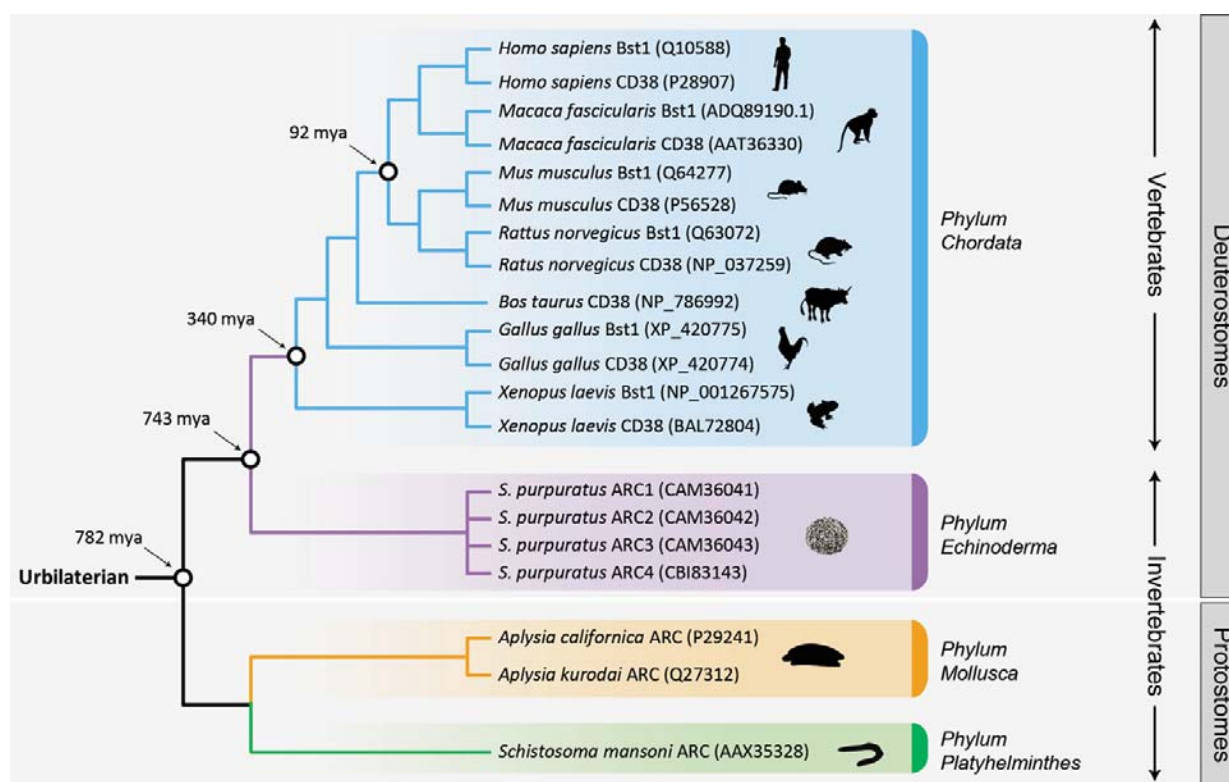 Homo sapiens Bst1 (Q10588)
Homo sapiens CD38 (P28907)
Macaca fascicularis Bst1 (ADQ89190.1)
92 mya
Macaca fascicularis CD38 (AAT36330)
Mus musculus Bst1 (Q64277)
Mus musculus CD38 (P56528)
Rattus norvegicus Bst1 (Q63072)
Ratus norvegicus CD38 (NP_037259)
Bos taurus CD38 (NP_786992)
340 mya
Gallus gallus Bst1 (XP_420775)
Gallus gallus CD38 (XP_420774)
Xenopus laevis Bst1 (NP_001267575)
743 mya
Xenopus laevis CD38 (BAL72804)
Phylum
Chordata
S. purpuratus ARC1 (CAM36041)
S. purpuratus ARC2 (CAM36042)
S. purpuratus ARC3 (CAM36043)
S. purpuratus ARC4 (CBI83143)
782 mya
Urbilaterian
Phylum
Echinoderma
Aplysia californica ARC (P29241)
Aplysia kurodai ARC (Q27312)
Phylum
Mollusca
Schistosoma mansoni ARC (AAX35328)
Phylum
Platyhelminthes
Vertebrates
Invertebrates
Deuterostomes
Protostomes